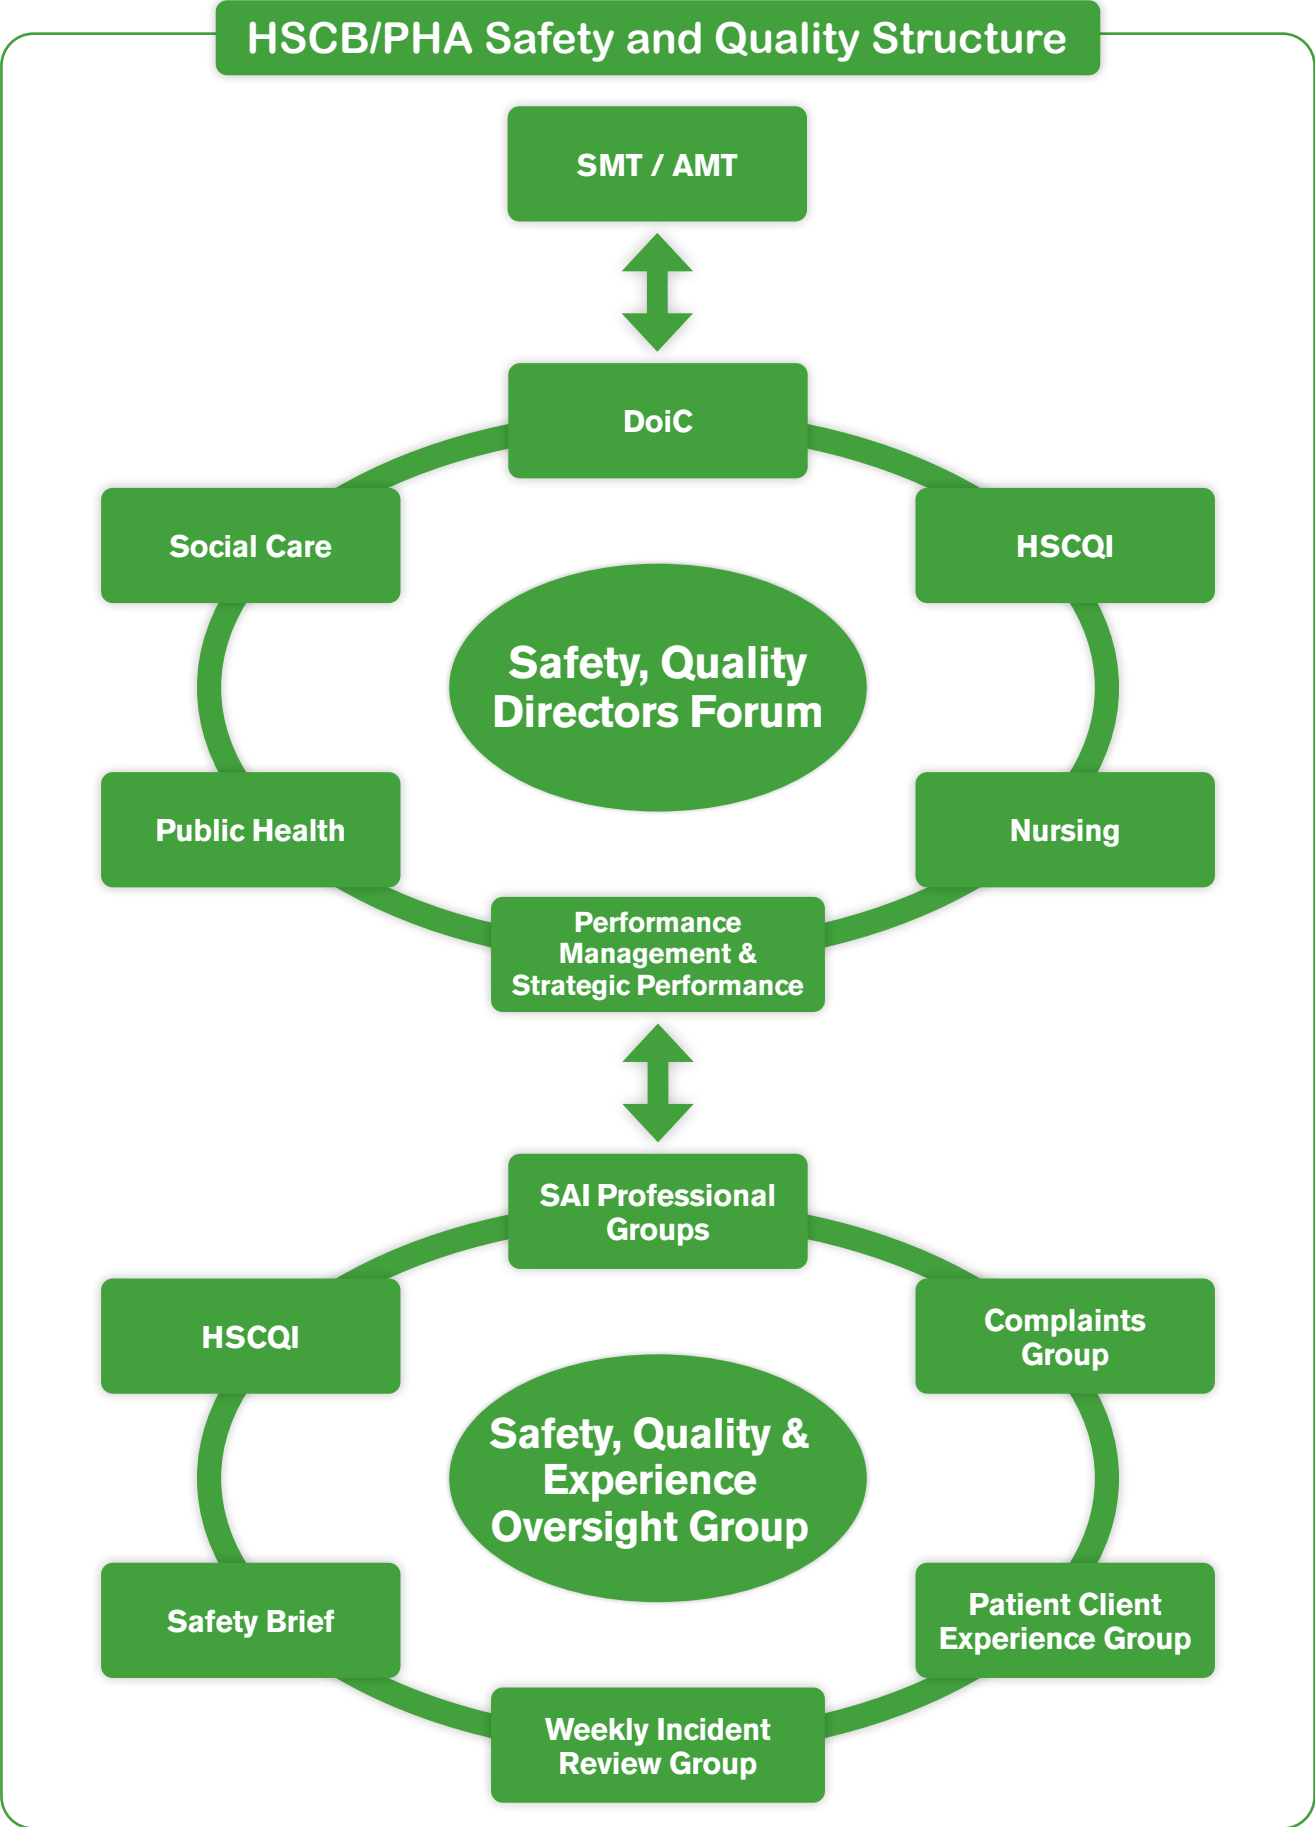 HSCB/PHA Safety and Quality Structure
SMT / AMT
DoiC
Social Care
HSCQI
Safety, Quality
Directors Forum
Public Health
Nursing
Performance
Management &
Strategic Performance
SAI Professional
Groups
HSCQI
Complaints
Group
Safety, Quality &
Experience
Oversight Group
Safety Brief
Patient Client
Experience Group
Weekly Incident
Review Group